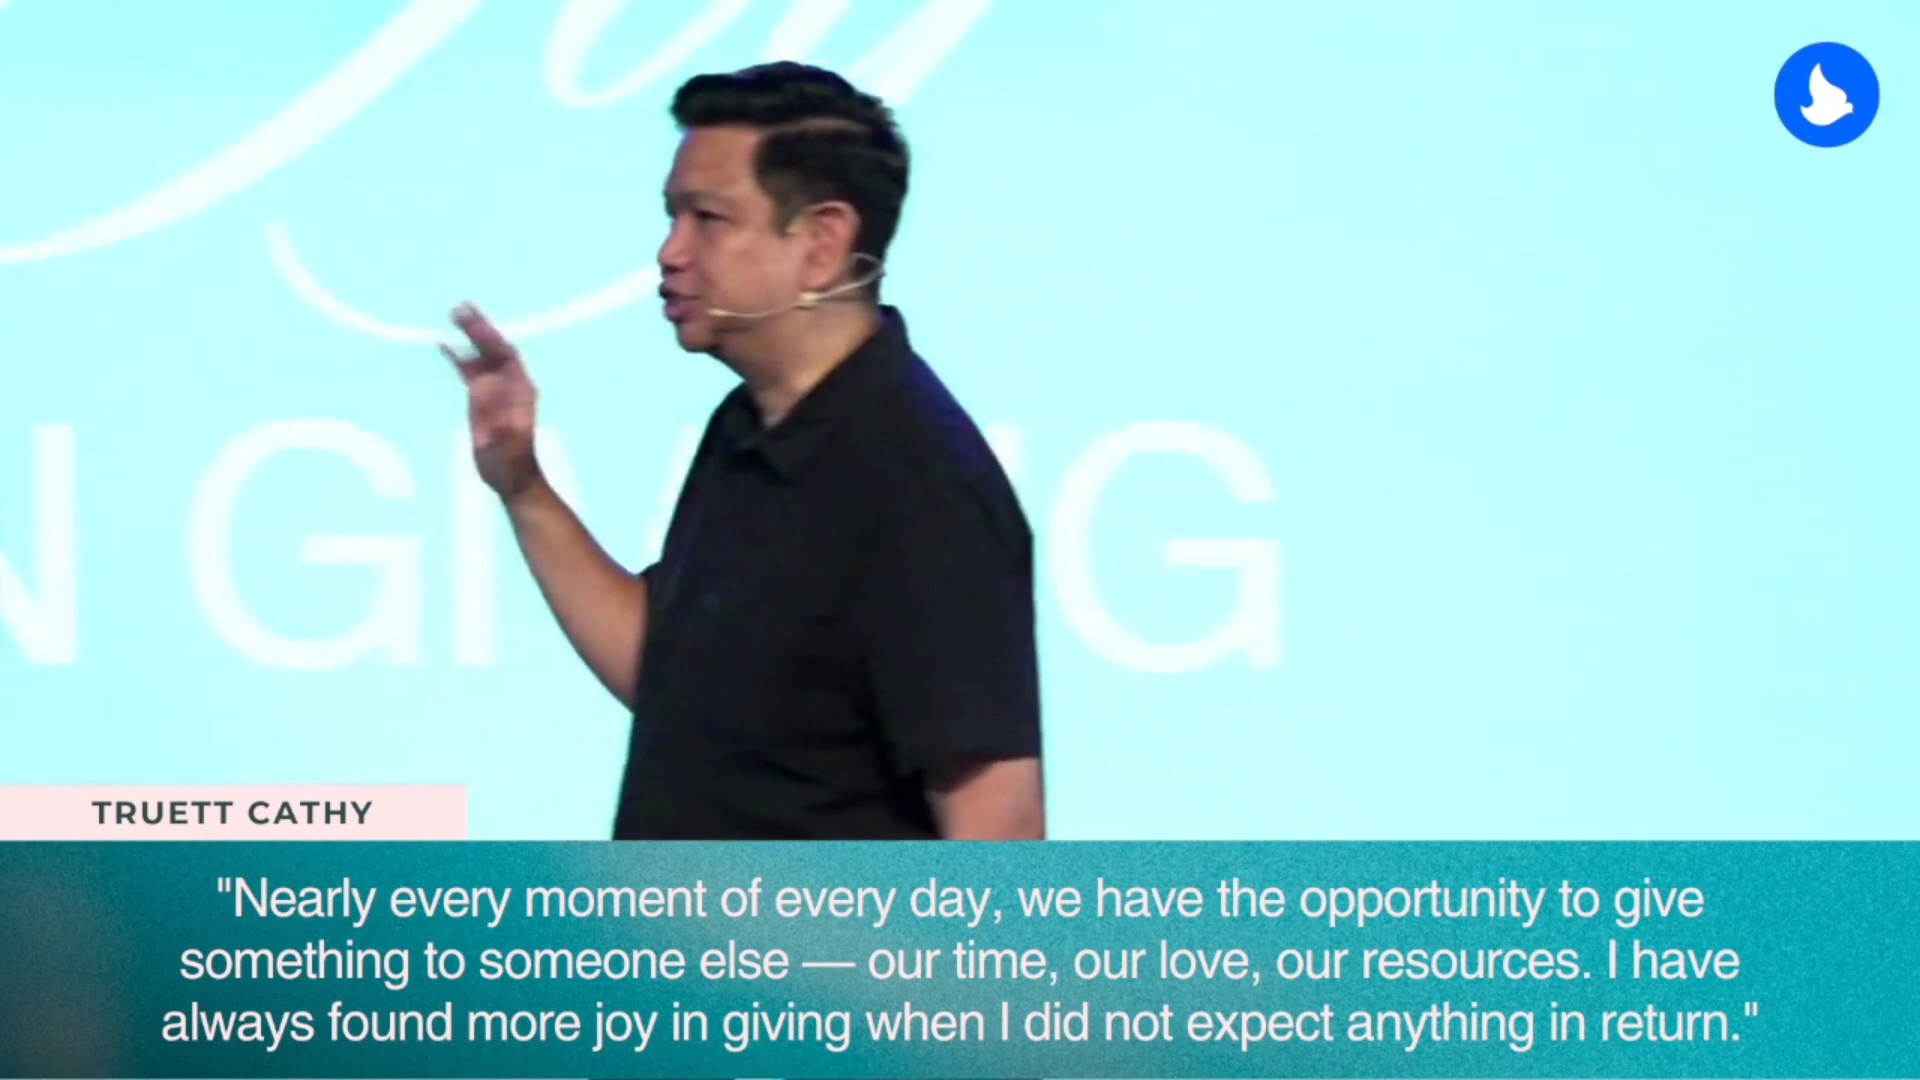 Joy
N GIVING
TRUETT CATHY
"Nearly every moment of every day, we have the opportunity to give
something to someone else — our time, our love, our resources. I have
always found more joy in giving when I did not expect anything in return."